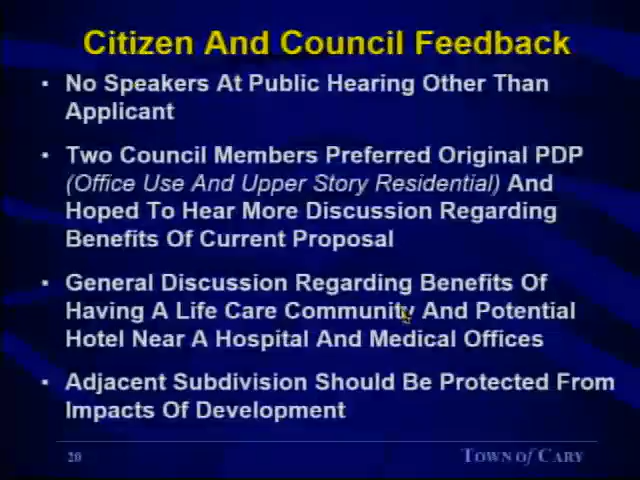 Citizen And Council Feedback
• No Speakers At Public Hearing Other Than
Applicant
• Two Council Members Preferred Original PDP
(Office Use And Upper Story Residential) And
Hoped To Hear More Discussion Regarding
Benefits Of Current Proposal
• General Discussion Regarding Benefits Of
Having A Life Care Community And Potential
Hotel Near A Hospital And Medical Offices
• Adjacent Subdivision Should Be Protected From
Impacts Of Development
20
TOWN of CARY